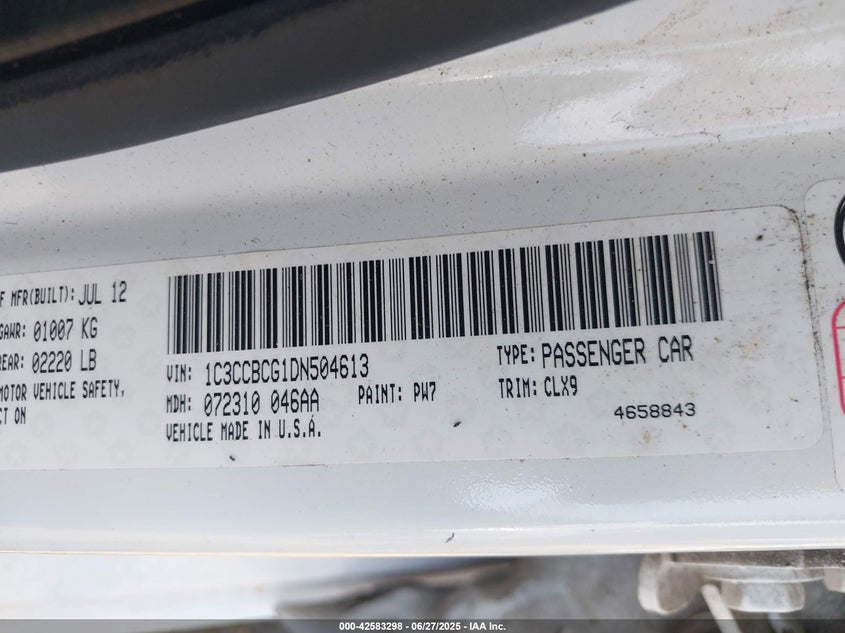 F MFR(BUILT): JUL 12
GAWR: 01007 KG
REAR: 02220 LB
MOTOR VEHICLE SAFETY,
CT ON
VIN: 1C3CCBCG1DN504613
TYPE: PASSENGER CAR
MDH: 072310 046AA
PAINT: PW7
TRIM: CLX9
VEHICLE MADE IN U.S.A.
4658843
000-42583298 - 06/27/2025 - IAA Inc.